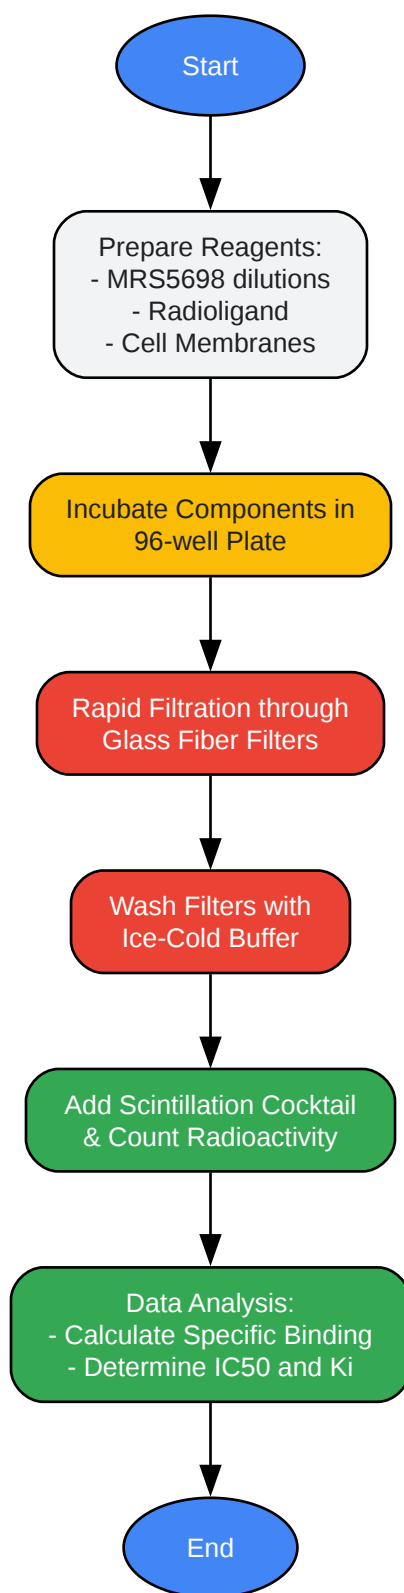 Start
Prepare Reagents:
- MRS5698 dilutions
- Radioligand
- Cell Membranes
Incubate Components in
96-well Plate
Rapid Filtration through
Glass Fiber Filters
Wash Filters with
Ice-Cold Buffer
Add Scintillation Cocktail
& Count Radioactivity
Data Analysis:
- Calculate Specific Binding
- Determine IC50 and Ki
End